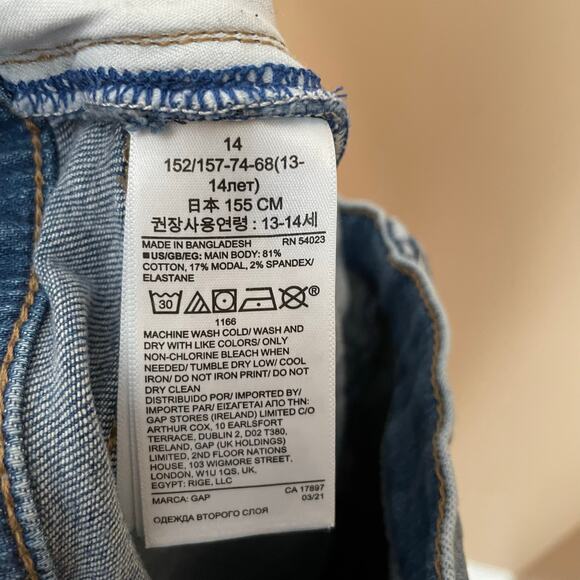 14
152/157-74-68(13-
14лет)
日本 155 CM
권장사용연령 : 13-14세
MADE IN BANGLADESH RN 54023
■US/GB/EG: MAIN BODY: 81%
COTTON, 17% MODAL, 2% SPANDEX/
ELASTANE
30
1166
MACHINE WASH COLD/ WASH AND
DRY WITH LIKE COLORS/ ONLY
NON-CHLORINE BLEACH WHEN
NEEDED/ TUMBLE DRY LOW/ COOL
IRON/ DO NOT IRON PRINT/ DO NOT
DRY CLEAN
DISTRIBUIDO POR/ IMPORTED BY/
IMPORTE PAR/ ΕΙΣΑΓΕΤΑΙ ΑΠΟ ΤΗΝ:
GAP STORES (IRELAND) LIMITED C/O
ARTHUR COX, 10 EARLSFORT
TERRACE, DUBLIN 2, D02 T380,
IRELAND, GAP (UK HOLDINGS)
LIMITED, 2ND FLOOR NATIONS
HOUSE, 103 WIGMORE STREET,
LONDON, W1U 1QS, UK,
EGYPT: RIGE, LLC
MARCA: GAP CA 17897
03/21
ОДЕЖДА ВТОРОГО СЛОЯ